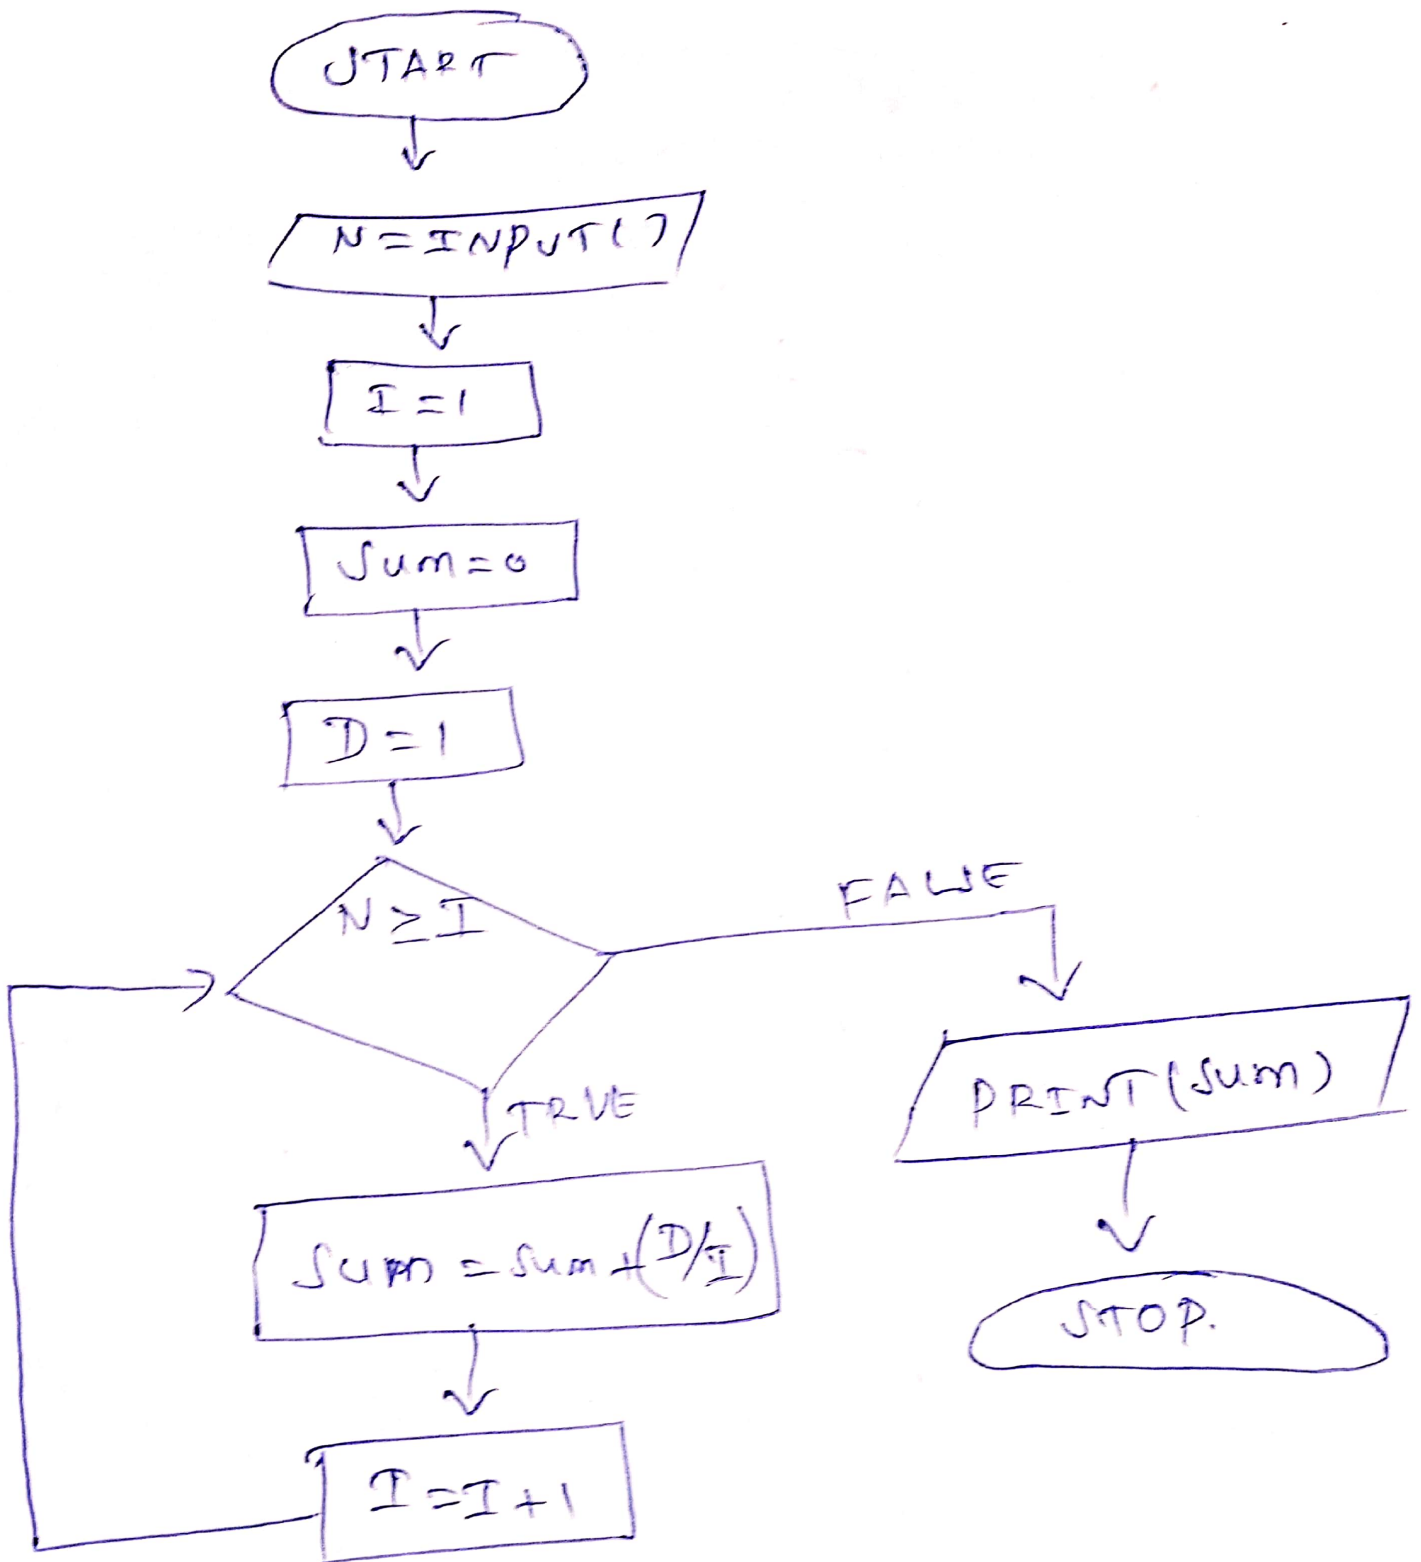 START
N=INPUT()
I=1
Sum=0
D=1
N≥I
FALSE
TRUE
PRINT(Sum)
Sum=Sum+(D/I)
STOP.
I=I+1